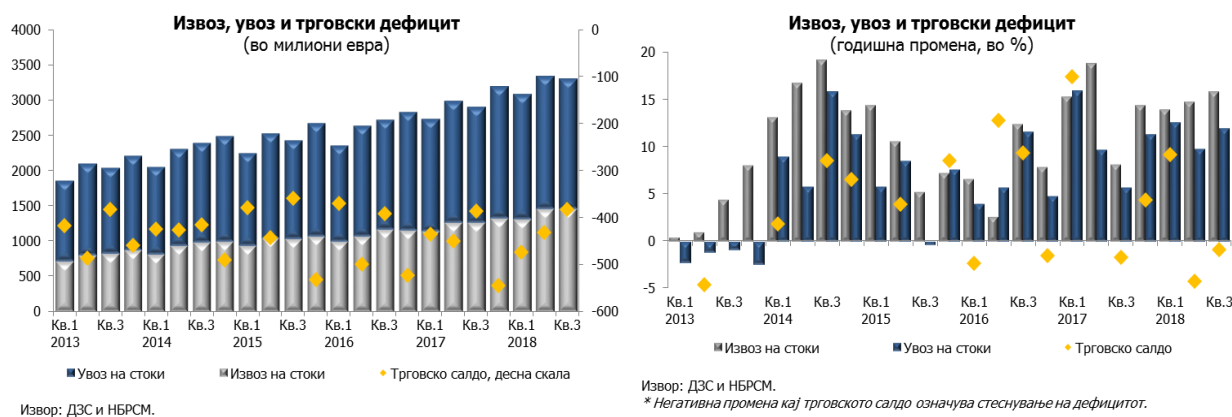 Извоз, увоз и трговски дефицит
(во милиони евра)
4000
3500
3000
2500
2000
1500
1000
500
0
-0
-100
-200
-300
-400
-500
-600
Кв.1 Кв.3 Кв.1 Кв.3 Кв.1 Кв.3 Кв.1 Кв.3 Кв.1 Кв.3 Кв.1 Кв.3
2013 2014 2015 2016 2017 2018
Увоз на стоки Извоз на стоки Трговско салдо, десна скала
Извор: ДЗС и НБРСМ.
Извоз, увоз и трговски дефицит
(годишна промена, во %)
20
15
10
5
0
-5
Кв.1 Кв.3 Кв.1 Кв.3 Кв.1 Кв.3 Кв.1 Кв.3 Кв.1 Кв.3 Кв.1 Кв.3
2013 2014 2015 2016 2017 2018
Извоз на стоки Увоз на стоки Трговско салдо
Извор: ДЗС и НБРСМ.
* Негативна промена кај трговското салдо означува стеснување на дефицитот.